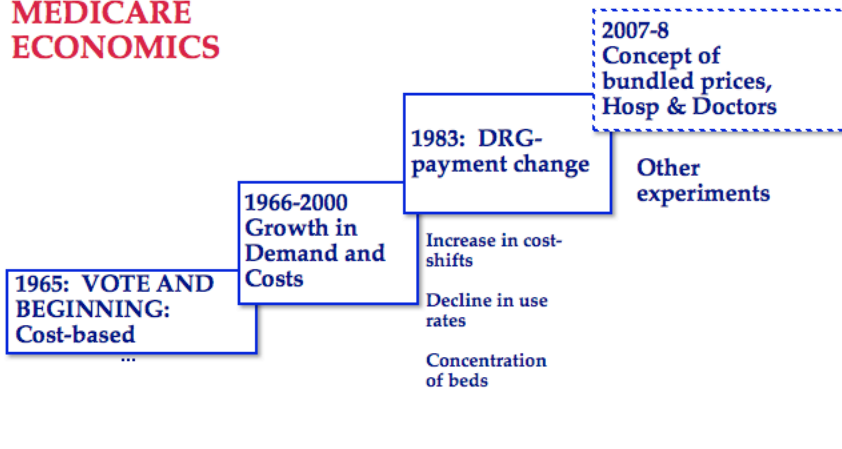 MEDICARE
ECONOMICS
2007-8
Concept of
bundled prices,
Hosp & Doctors
1983:  DRG-
payment change
Other
experiments
1966-2000
Growth in
Demand and
Costs
Increase in cost-
shifts
Decline in use
rates
Concentration
of beds
1965:  VOTE AND
BEGINNING:
Cost-based
...